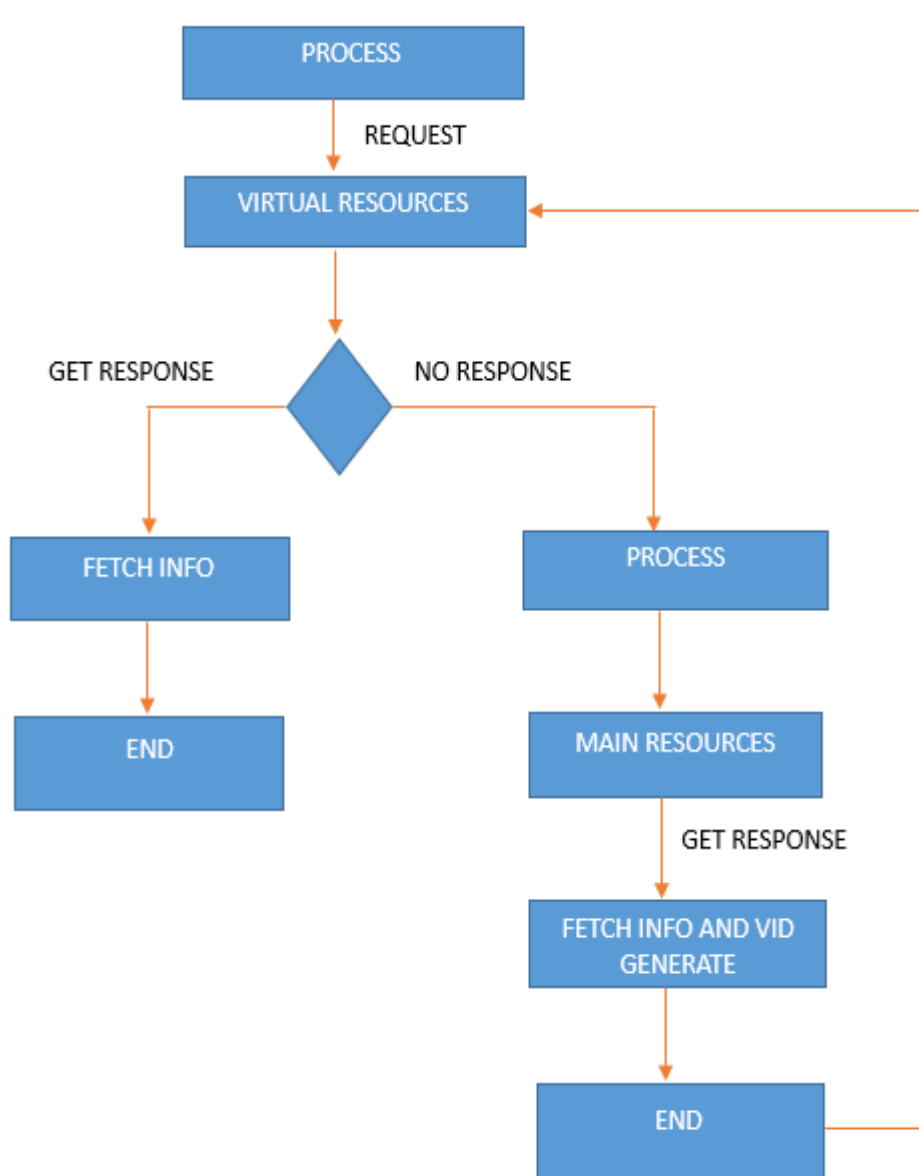 PROCESS
REQUEST
VIRTUAL RESOURCES
GET RESPONSE
NO RESPONSE
FETCH INFO
PROCESS
END
MAIN RESOURCES
GET RESPONSE
FETCH INFO AND VID
GENERATE
END